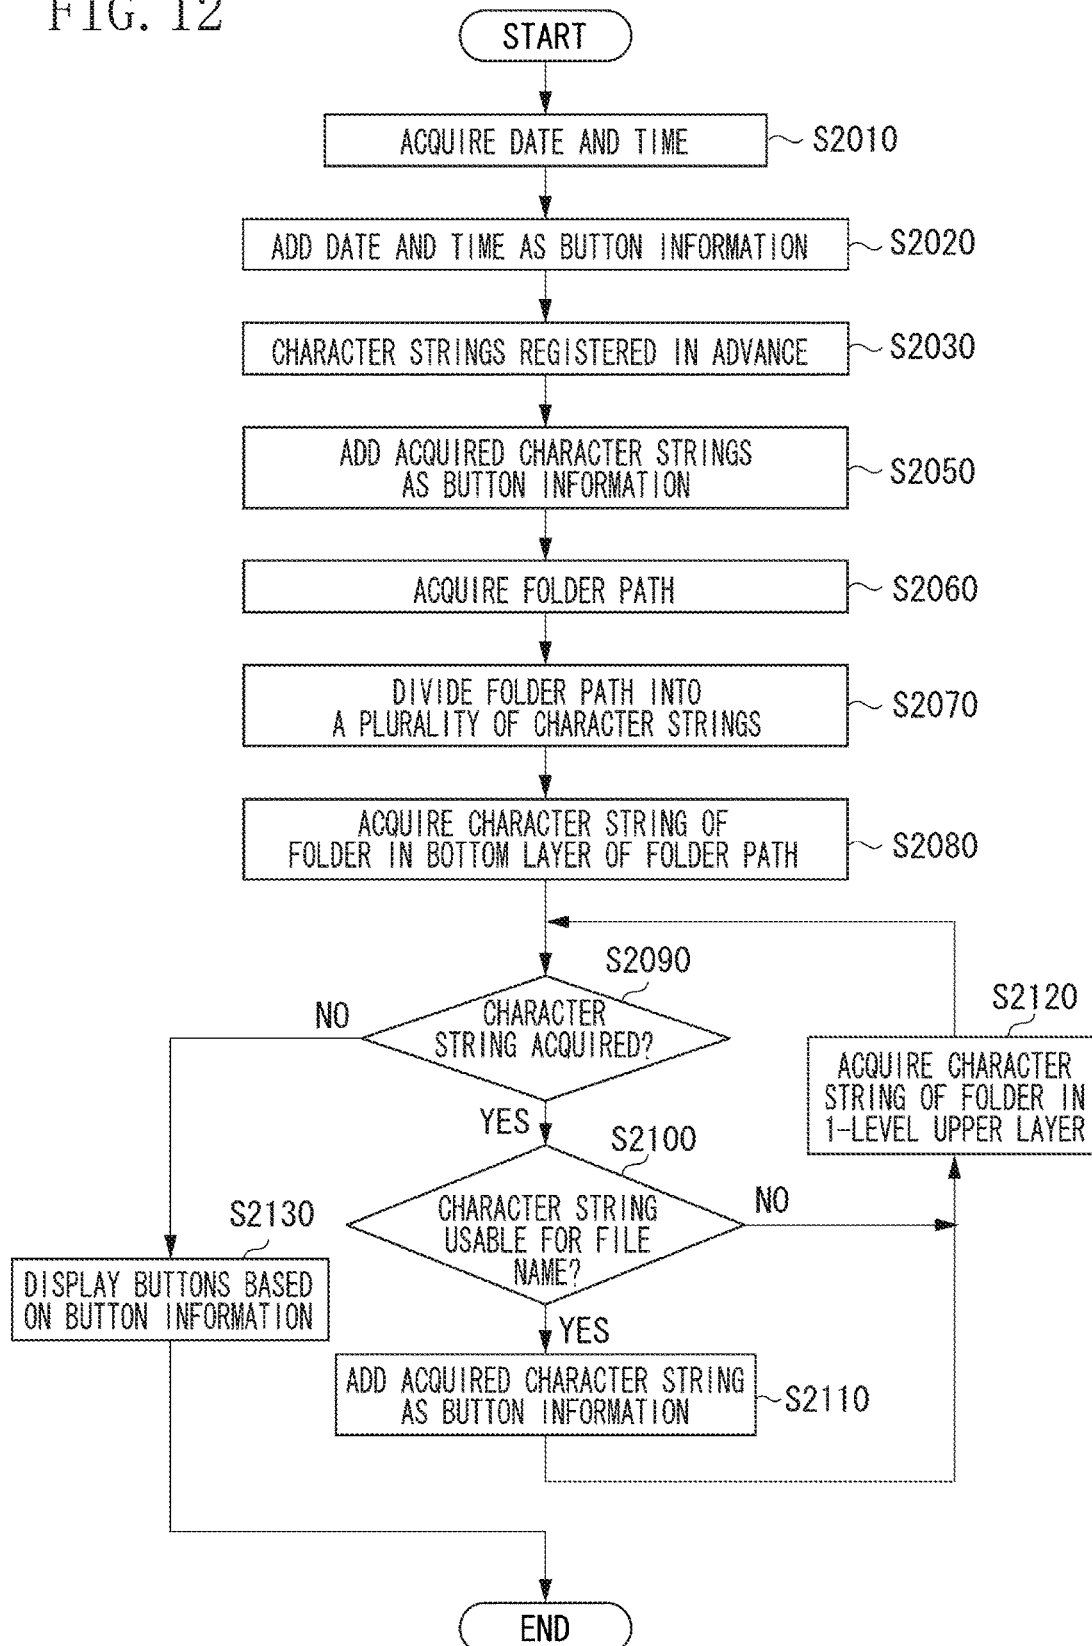 FIG. 12
START
ACQUIRE DATE AND TIME
S2010
ADD DATE AND TIME AS BUTTON INFORMATION
S2020
CHARACTER STRINGS REGISTERED IN ADVANCE
S2030
ADD ACQUIRED CHARACTER STRINGS
AS BUTTON INFORMATION
S2050
ACQUIRE FOLDER PATH
S2060
DIVIDE FOLDER PATH INTO
A PLURALITY OF CHARACTER STRINGS
S2070
ACQUIRE CHARACTER STRING OF
FOLDER IN BOTTOM LAYER OF FOLDER PATH
S2080
S2090
NO
CHARACTER
STRING ACQUIRED?
YES
S2120
ACQUIRE CHARACTER
STRING OF FOLDER IN
1-LEVEL UPPER LAYER
S2100
CHARACTER STRING
USABLE FOR FILE
NAME?
NO
YES
S2130
DISPLAY BUTTONS BASED
ON BUTTON INFORMATION
ADD ACQUIRED CHARACTER STRING
AS BUTTON INFORMATION
S2110
END